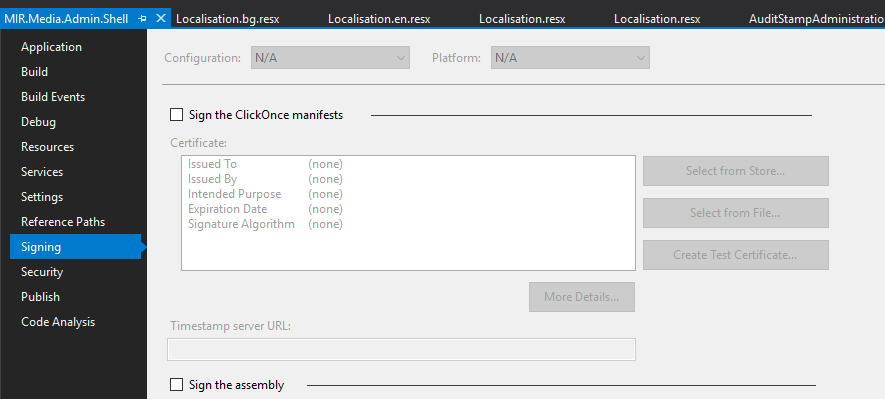 MIR.Media.Admin.Shell Localisation.bg.resx Localisation.en.resx Localisation.resx Localisation.resx AuditStampAdministratio
Application
Build
Build Events
Debug
Resources
Services
Settings
Reference Paths
Signing
Security
Publish
Code Analysis
Configuration: N/A Platform: N/A
Sign the ClickOnce manifests
Certificate:
Issued To (none)
Issued By (none)
Intended Purpose (none)
Expiration Date (none)
Signature Algorithm (none)
Select from Store...
Select from File...
Create Test Certificate...
More Details...
Timestamp server URL:
Sign the assembly